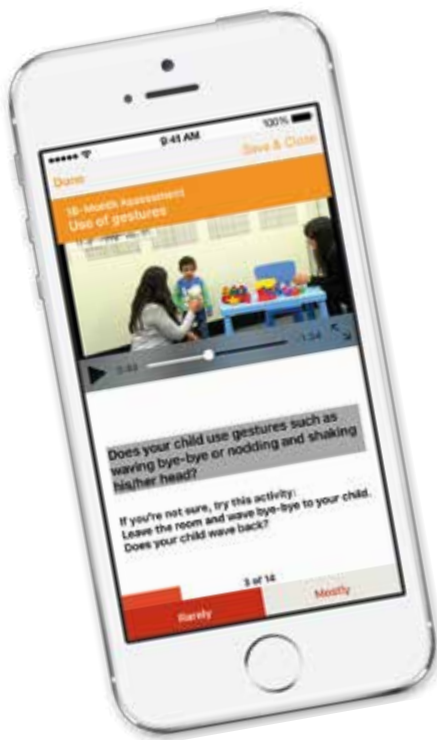 9:41 AM
100%
Done
Save & Close
18-Month Assessment
Use of gestures
Does your child use gestures such as
waving bye-bye or nodding and shaking
his/her head?
If you're not sure, try this activity:
Leave the room and wave bye-bye to your child.
Does your child wave back?
3 of 14
Rarely
Mostly